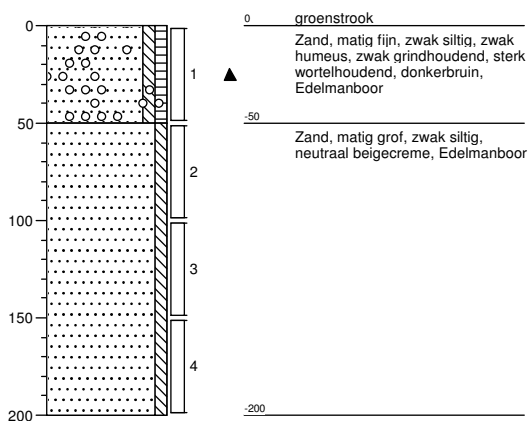 0
50
100
150
200
1
2
3
4
0 groenstrook
Zand, matig fijn, zwak siltig, zwak
humeus, zwak grindhoudend, sterk
wortelhoudend, donkerbruin,
Edelmanboor
-50
Zand, matig grof, zwak siltig,
neutraal beigecreme, Edelmanboor
-200